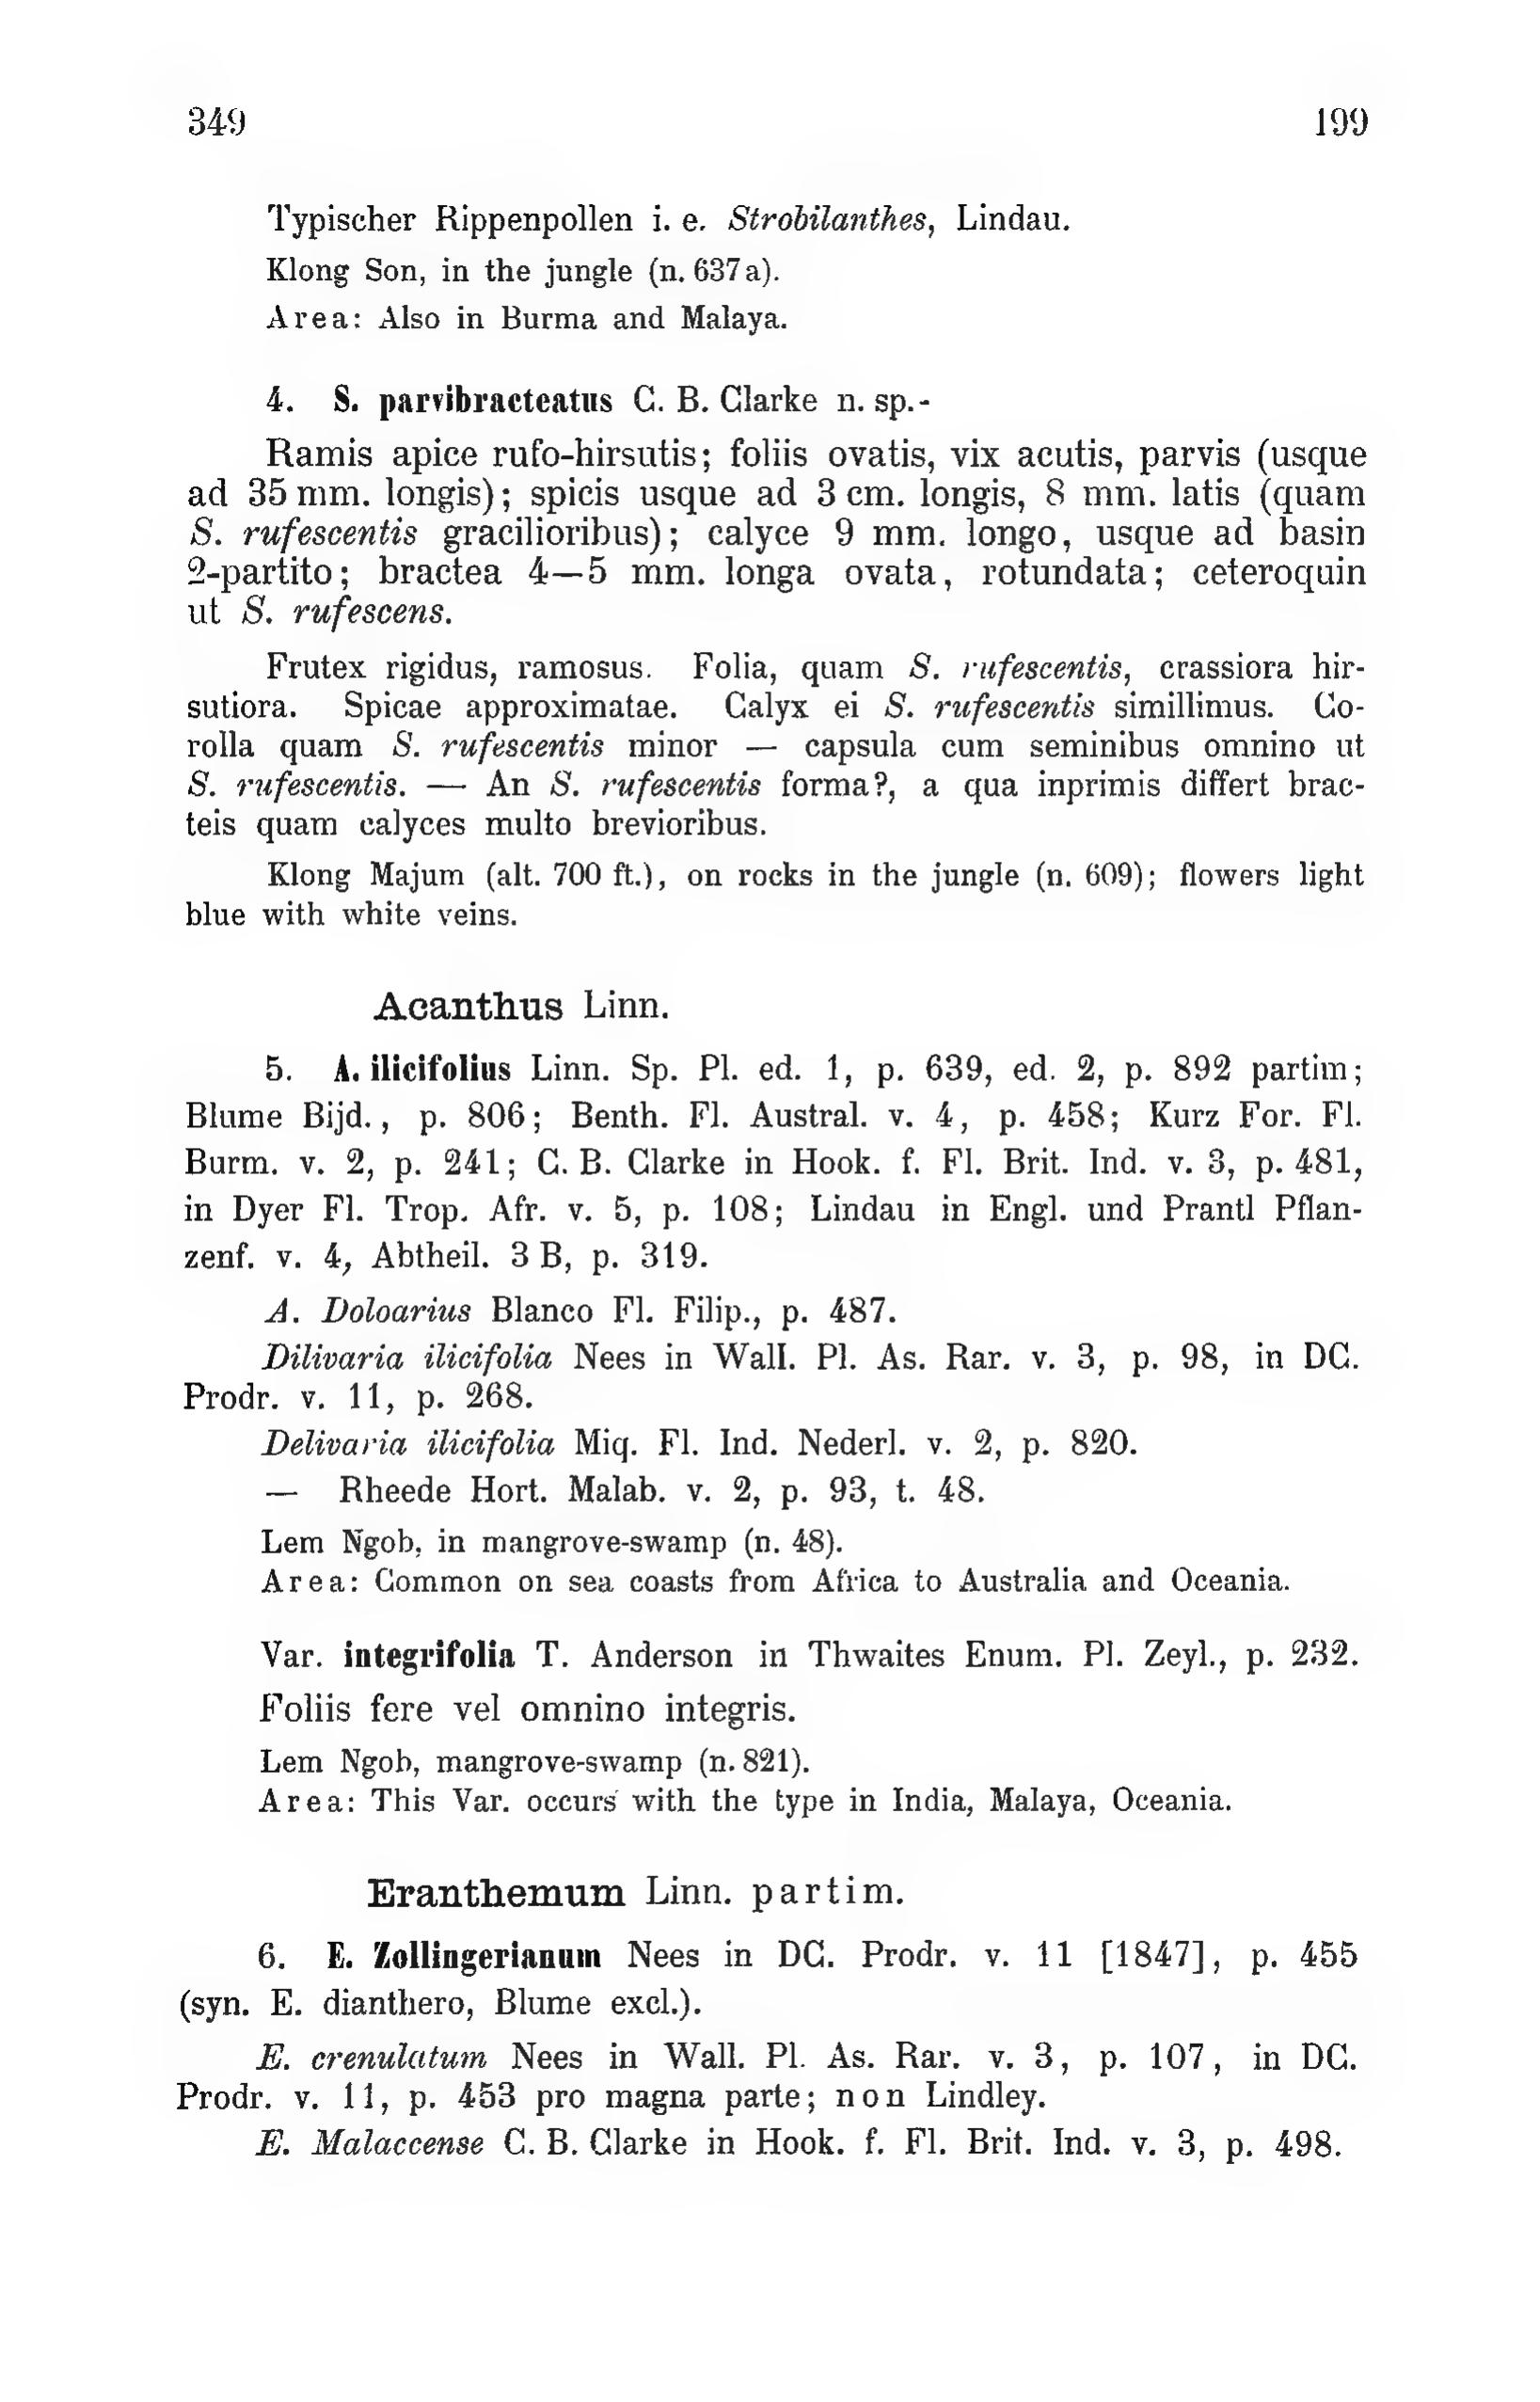 349 199
Typischer Rippenpollen i. e. Strobilanthes, Lindau.
Klong Son, in the jungle (n. 637a).
Area: Also in Burma and Malaya.
4. S. parvibracteatus C. B. Clarke n. sp.-
Ramis apice rufo-hirsutis; foliis ovatis, vix acutis, parvis (usque
ad 35 mm. longis); spicis usque ad 3 cm. longis, 8 mm. latis (quam
S. rufescentis gracilioribus); calyce 9 mm. longo, usque ad basin
2-partito; bractea 4—5 mm. longa ovata, rotundata; ceteroquin
ut S. rufescens.
Frutex rigidus, ramosus. Folia, quam S. rufescentis, crassiora hir-
sutiora. Spicae approximatae. Calyx ei S. rufescentis simillimus. Co-
rolla quam S. rufescentis minor — capsula cum seminibus omnino ut
S. rufescentis. — An S. rufescentis forma?, a qua inprimis differt brac-
teis quam calyces multo brevioribus.
Klong Majum (alt. 700 ft.), on rocks in the jungle (n. 609); flowers light
blue with white veins.
Acanthus Linn.
5. A. ilicifolius Linn. Sp. Pl. ed. 1, p. 639, ed. 2, p. 892 partim;
Blume Bijd., p. 806; Benth. Fl. Austral. v. 4, p. 458; Kurz For. Fl.
Burm. v. 2, p. 241; C. B. Clarke in Hook. f. Fl. Brit. Ind. v. 3, p. 481,
in Dyer Fl. Trop. Afr. v. 5, p. 108; Lindau in Engl. und Prantl Pflan-
zenf. v. 4, Abtheil. 3 B, p. 319.
A. Doloarius Blanco Fl. Filip., p. 487.
Dilivaria ilicifolia Nees in Wall. Pl. As. Rar. v. 3, p. 98, in DC.
Prodr. v. 11, p. 268.
Delivaria ilicifolia Miq. Fl. Ind. Nederl. v. 2, p. 820.
— Rheede Hort. Malab. v. 2, p. 93, t. 48.
Lem Ngob, in mangrove-swamp (n. 48).
Area: Common on sea coasts from Africa to Australia and Oceania.
Var. integrifolia T. Anderson in Thwaites Enum. Pl. Zeyl., p. 232.
Foliis fere vel omnino integris.
Lem Ngob, mangrove-swamp (n. 821).
Area: This Var. occurs with the type in India, Malaya, Oceania.
Eranthemum Linn. partim.
6. E. Zollingerianum Nees in DC. Prodr. v. 11 [1847], p. 455
(syn. E. dianthero, Blume excl.).
E. crenulatum Nees in Wall. Pl. As. Rar. v. 3, p. 107, in DC.
Prodr. v. 11, p. 453 pro magna parte; non Lindley.
E. Malaccense C. B. Clarke in Hook. f. Fl. Brit. Ind. v. 3, p. 498.